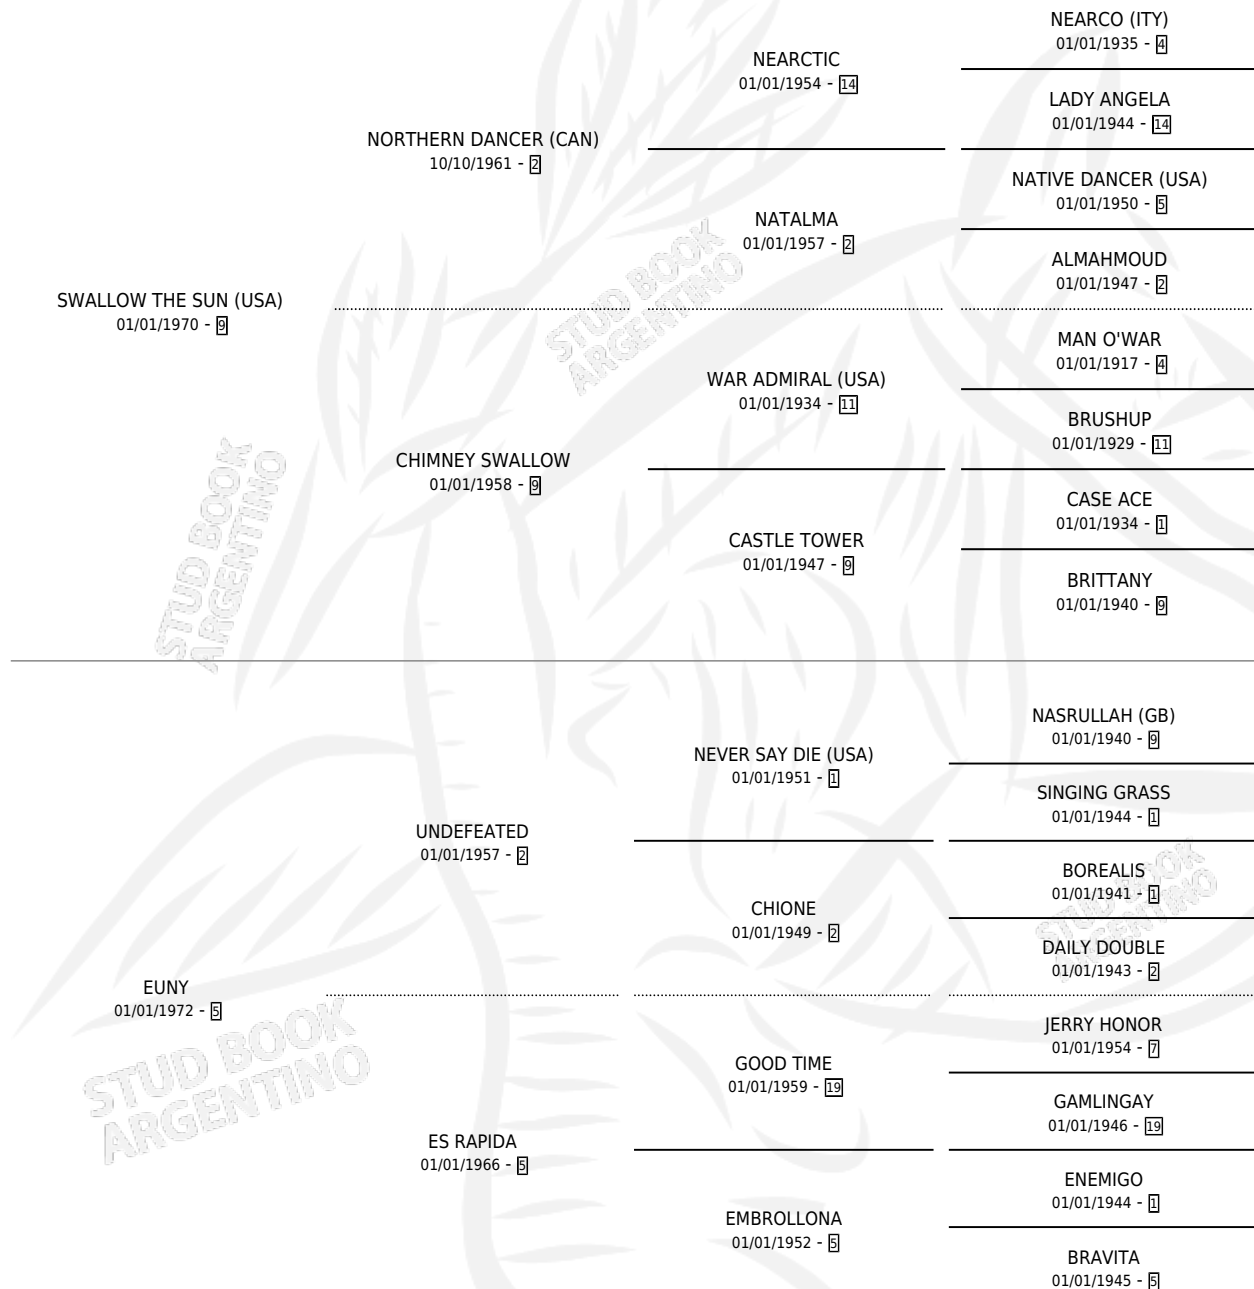 NEARCO (ITY)
01/01/1935 - 4
NEARCTIC
01/01/1954 - 14
LADY ANGELA
01/01/1944 - 14
NORTHERN DANCER (CAN)
10/10/1961 - 2
NATIVE DANCER (USA)
01/01/1950 - 5
NATALMA
01/01/1957 - 2
ALMAHMOUD
01/01/1947 - 2
SWALLOW THE SUN (USA)
01/01/1970 - 9
MAN O'WAR
01/01/1917 - 4
WAR ADMIRAL (USA)
01/01/1934 - 11
BRUSHUP
01/01/1929 - 11
CHIMNEY SWALLOW
01/01/1958 - 9
CASE ACE
01/01/1934 - 1
CASTLE TOWER
01/01/1947 - 9
BRITTANY
01/01/1940 - 9
NASRULLAH (GB)
01/01/1940 - 9
NEVER SAY DIE (USA)
01/01/1951 - 1
SINGING GRASS
01/01/1944 - 1
UNDEFEATED
01/01/1957 - 2
BOREALIS
01/01/1941 - 1
CHIONE
01/01/1949 - 2
DAILY DOUBLE
01/01/1943 - 2
EUNY
01/01/1972 - 5
JERRY HONOR
01/01/1954 - 7
GOOD TIME
01/01/1959 - 19
GAMLINGAY
01/01/1946 - 19
ES RAPIDA
01/01/1966 - 5
ENEMIGO
01/01/1944 - 1
EMBROLLONA
01/01/1952 - 5
BRAVITA
01/01/1945 - 5
STUD BOOK
ARGENTINO
STUD BOOK
ARGENTINO
STUD BOOK
ARGENTINO
STUD BOOK
ARGENTINO